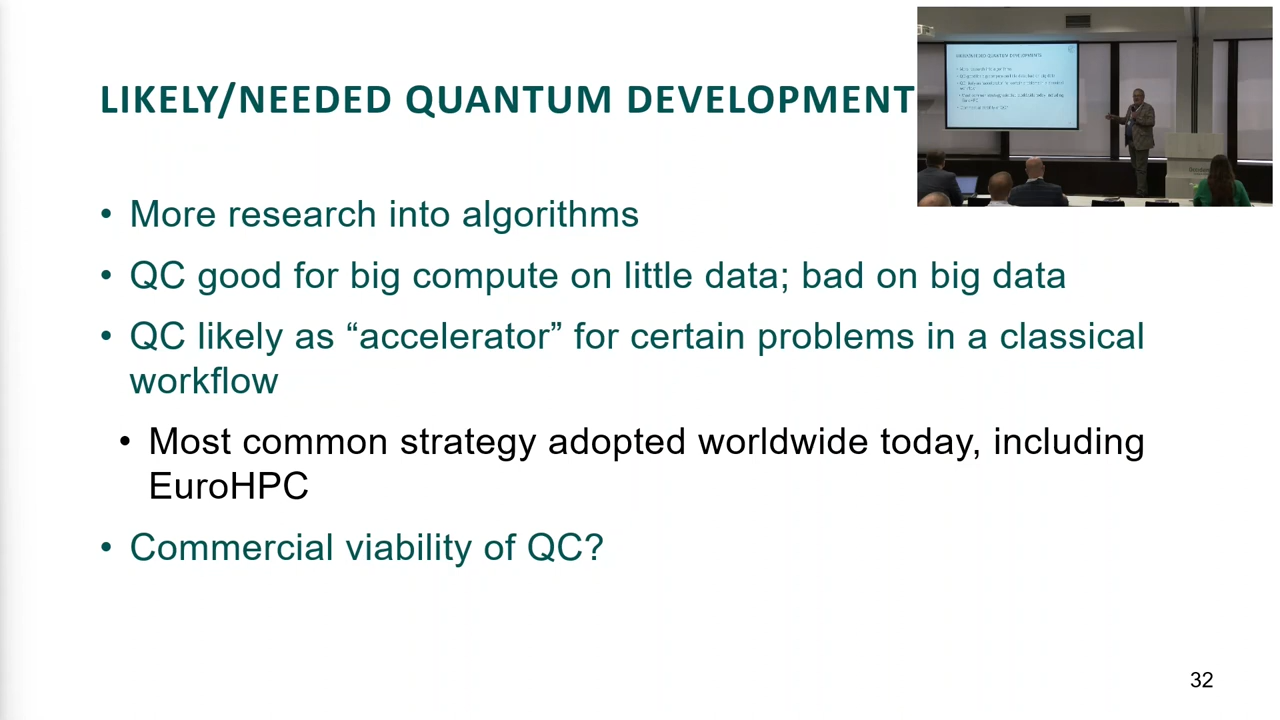 LIKELY/NEEDED QUANTUM DEVELOPMENT
• More research into algorithms
• QC good for big compute on little data; bad on big data
• QC likely as “accelerator” for certain problems in a classical
workflow
• Most common strategy adopted worldwide today, including
EuroHPC
• Commercial viability of QC?
32